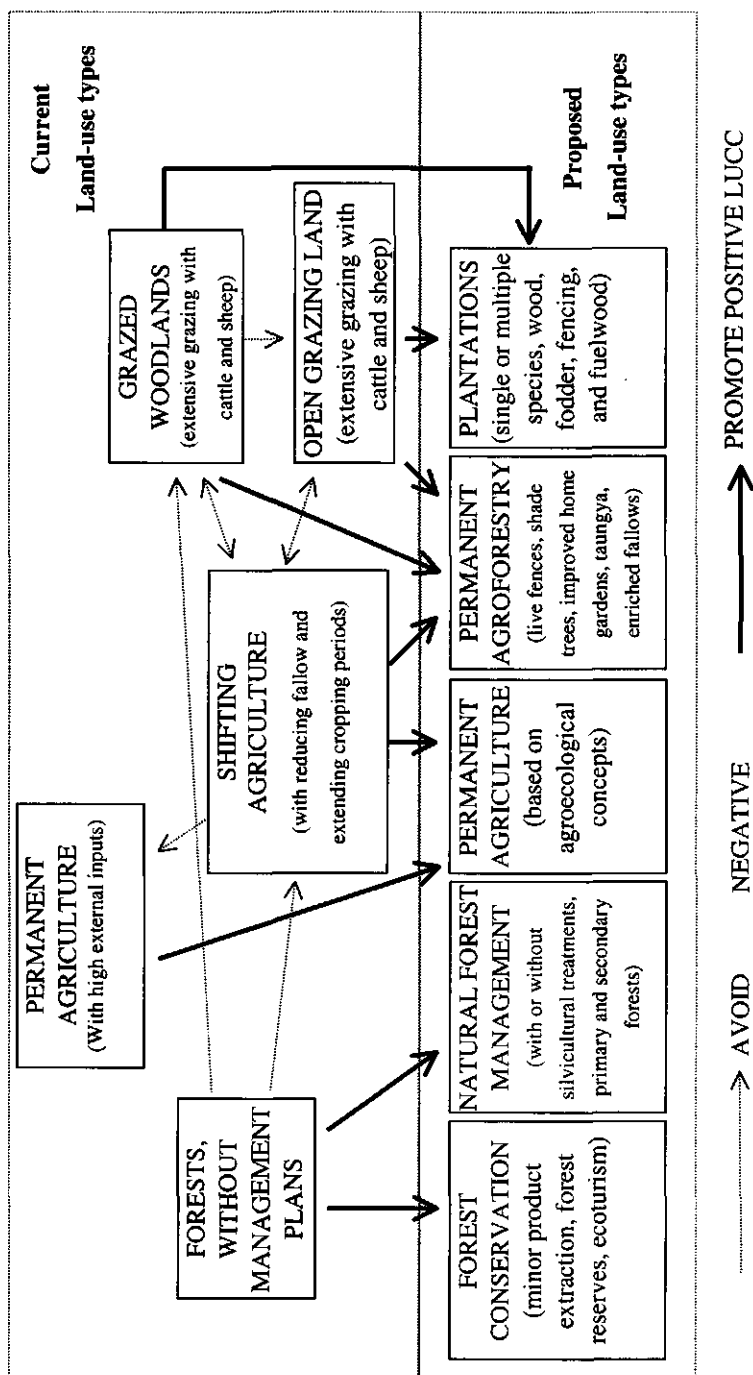 Current
Land-use types
PERMANENT
AGRICULTURE
(With high external inputs)
FORESTS,
WITHOUT
MANAGEMENT
PLANS
SHIFTING
AGRICULTURE
(with reducing fallow and
extending cropping periods)
GRAZED
WOODLANDS
(extensive grazing with
cattle and sheep)
OPEN GRAZING LAND
(extensive grazing with
cattle and sheep)
Proposed
Land-use types
FOREST
CONSERVATION
(minor product
extraction, forest
reserves, ecoturism)
NATURAL FOREST
MANAGEMENT
(with or without
silvicultural treatments,
primary and secondary
forests)
PERMANENT
AGRICULTURE
(based on
agroecological
concepts)
PERMANENT
AGROFORESTRY
(live fences, shade
trees, improved home
gardens, taungya,
enriched fallows)
PLANTATIONS
(single or multiple
species, wood,
fodder, fencing,
and fuelwood)
AVOID NEGATIVE PROMOTE POSITIVE LUCC